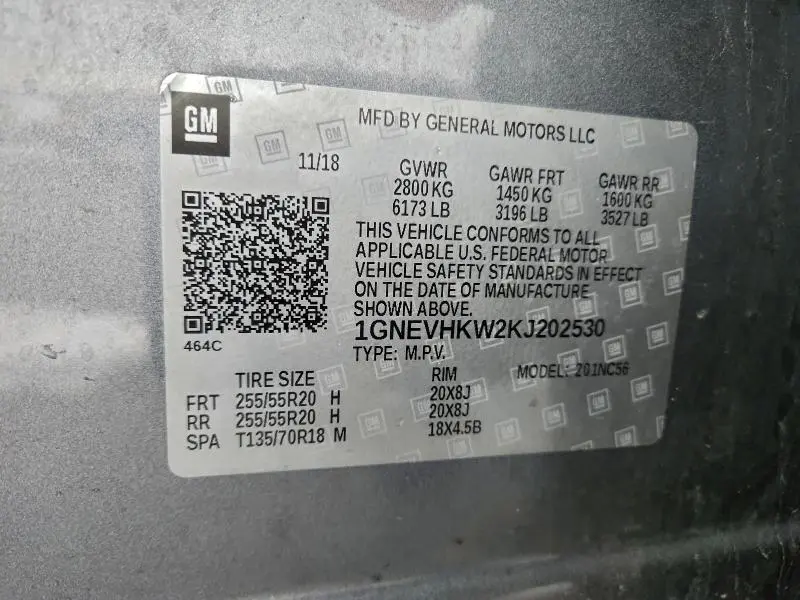 GM
MFD BY GENERAL MOTORS LLC
11/18
GVWR GAWR FRT GAWR RR
2800 KG 1450 KG 1600 KG
6173 LB 3196 LB 3527 LB
THIS VEHICLE CONFORMS TO ALL
APPLICABLE U.S. FEDERAL MOTOR
VEHICLE SAFETY STANDARDS IN EFFECT
ON THE DATE OF MANUFACTURE
SHOWN ABOVE.
1GNEVHKW2KJ202530
464C
TYPE: M.P.V. MODEL: 201NC56
TIRE SIZE RIM
FRT 255/55R20 H 20X8J
RR 255/55R20 H 20X8J
SPA T135/70R18 M 18X4.5B